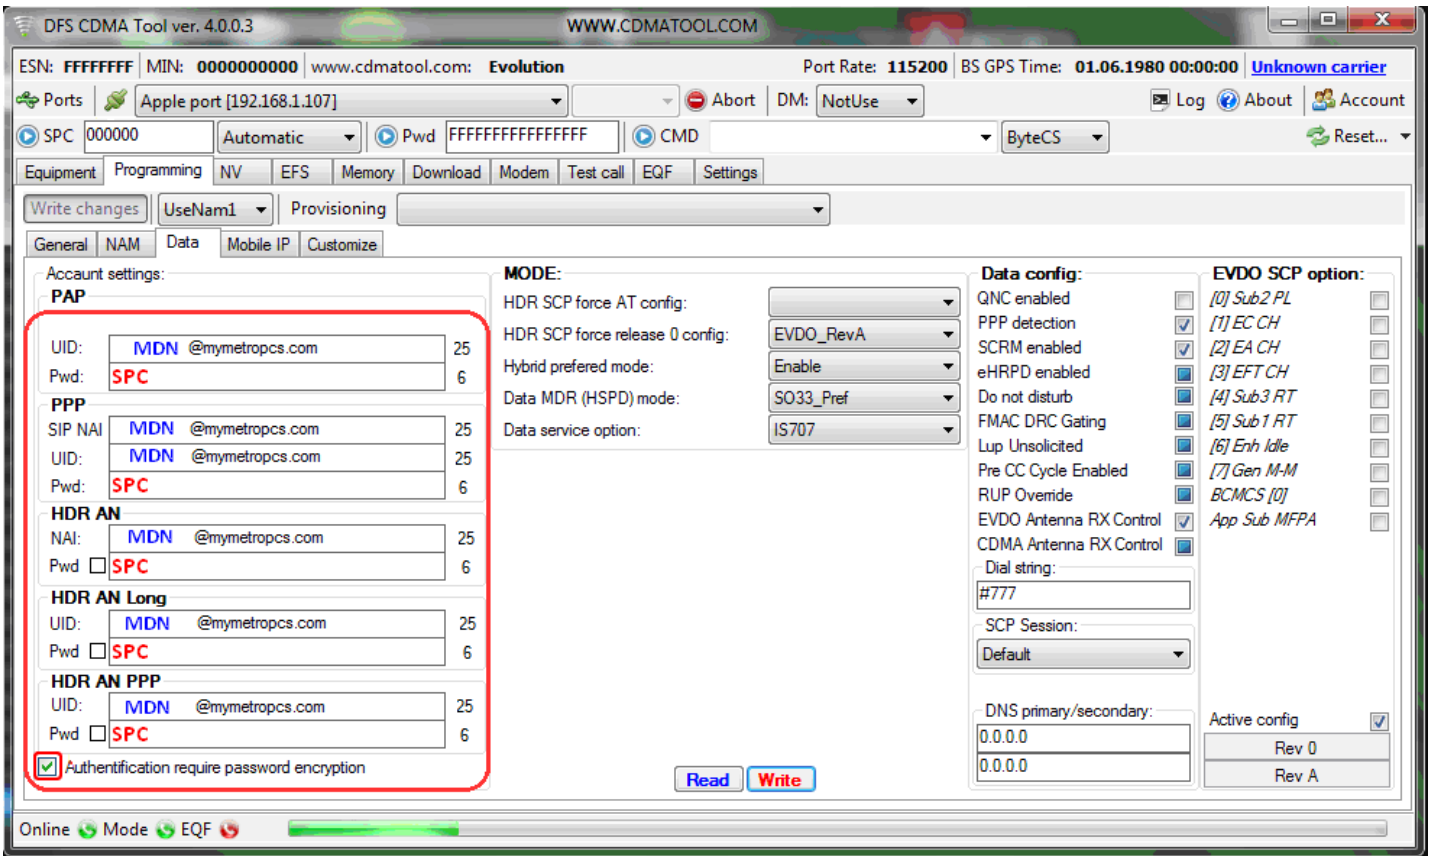 DFS CDMA Tool ver. 4.0.0.3 WWW.CDMATOOL.COM
ESN: FFFFFFFF MIN: 0000000000 www.cdmatool.com: Evolution Port Rate: 115200 BS GPS Time: 01.06.1980 00:00:00 Unknown carrier
Ports Apple port [192.168.1.107] Abort DM: NotUse Log About Account
SPC 000000 Automatic Pwd FFFFFFFFFFFFFFFF CMD ByteCS Reset...
Equipment Programming NV EFS Memory Download Modem Test call EQF Settings
Write changes UseNam1 Provisioning
General NAM Data Mobile IP Customize
Accaunt settings:
PAP
UID: MDN @mymetropcs.com 25
Pwd: SPC 6
PPP
SIP NAI MDN @mymetropcs.com 25
UID: MDN @mymetropcs.com 25
Pwd: SPC 6
HDR AN
NAI: MDN @mymetropcs.com 25
Pwd SPC 6
HDR AN Long
UID: MDN @mymetropcs.com 25
Pwd SPC 6
HDR AN PPP
UID: MDN @mymetropcs.com 25
Pwd SPC 6
Authentification require password encryption
MODE:
HDR SCP force AT config:
HDR SCP force release 0 config: EVDO_RevA
Hybrid prefered mode: Enable
Data MDR (HSPD) mode: SO33_Pref
Data service option: IS707
Read Write
Data config:
QNC enabled
PPP detection
SCRM enabled
eHRPD enabled
Do not disturb
FMAC DRC Gating
Lup Unsolicited
Pre CC Cycle Enabled
RUP Overide
EVDO Antenna RX Control
CDMA Antenna RX Control
Dial string:
#777
SCP Session:
Default
DNS primary/secondary:
0.0.0.0
0.0.0.0
EVDO SCP option:
[0] Sub2 PL
[1] EC CH
[2] EA CH
[3] EFT CH
[4] Sub3 RT
[5] Sub1 RT
[6] Enh Idle
[7] Gen M-M
BCMCS [0]
App Sub MFPA
Active config
Rev 0
Rev A
Online Mode EQF